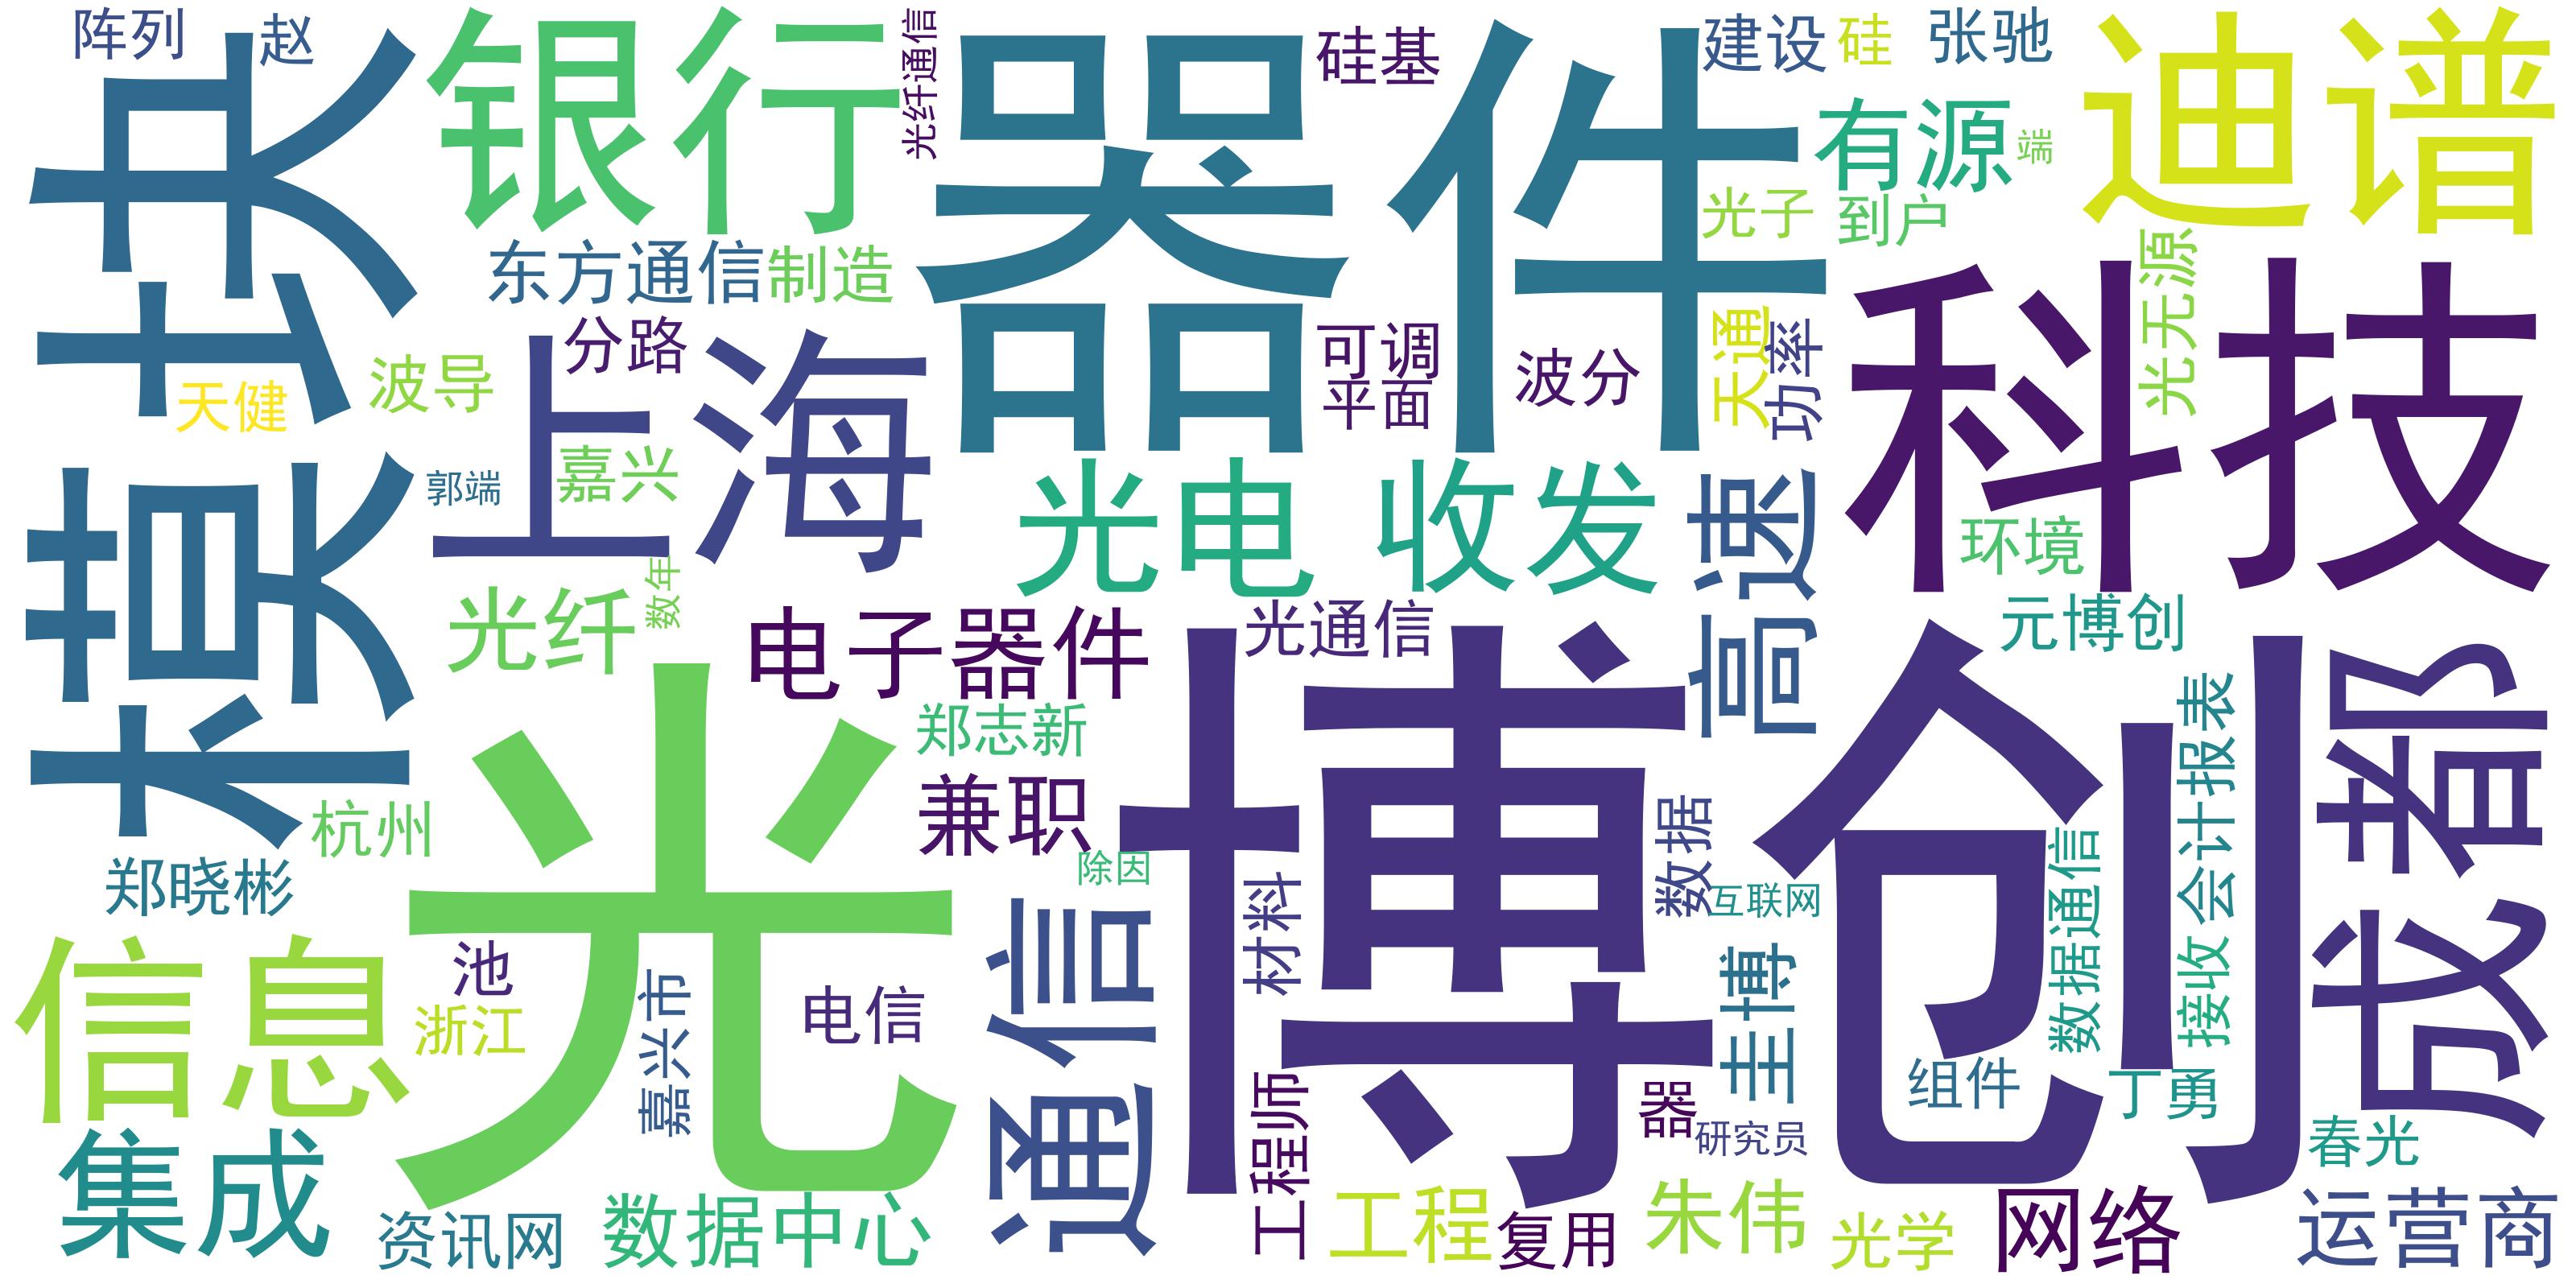 阵列
赵
银行
光纤通信
器件
硅基
建设
硅
张驰
迪谱
有源
端
光子
到户
模块
东方通信
制造
科技
光无源
上海
分路
可调
平面
波分
天通
功率
天健
波导
嘉兴
郭端
光电
收发
高速
环境
光纤
数年
电子器件
光通信
元博创
成都
光
郑志新
兼职
博创
会计报表
杭州
郑晓彬
除因
数据
互联网
数据通信
接收
信息
池
浙江
嘉兴市
电信
通信
材料
圭博
组件
丁勇
集成
工程师
器
研究员
春光
资讯网
数据中心
工程
复用
朱伟
光学
网络
运营商